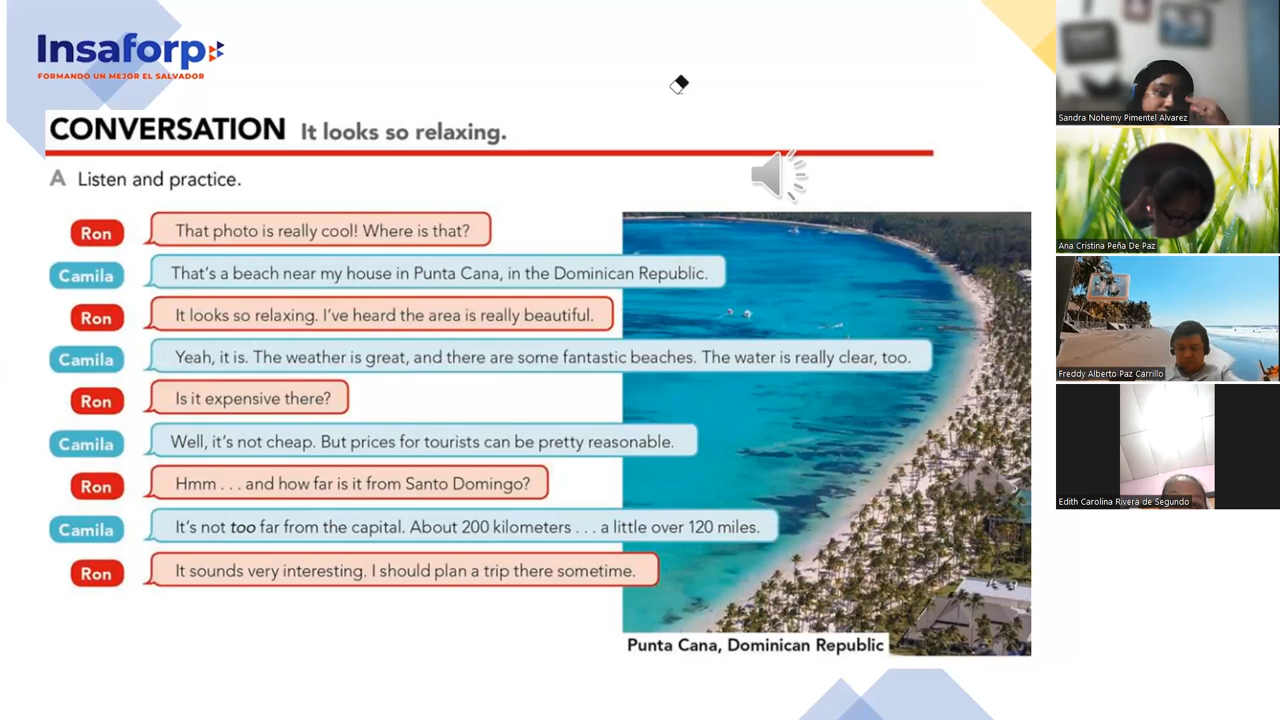 Insaforp
FORMANDO UN MEJOR EL SALVADOR
CONVERSATION It looks so relaxing.
A Listen and practice.
Ron That photo is really cool! Where is that?
Camila That's a beach near my house in Punta Cana, in the Dominican Republic.
Ron It looks so relaxing. I've heard the area is really beautiful.
Camila Yeah, it is. The weather is great, and there are some fantastic beaches. The water is really clear, too.
Ron Is it expensive there?
Camila Well, it's not cheap. But prices for tourists can be pretty reasonable.
Ron Hmm . . . and how far is it from Santo Domingo?
Camila It's not too far from the capital. About 200 kilometers . . . a little over 120 miles.
Ron It sounds very interesting. I should plan a trip there sometime.
Punta Cana, Dominican Republic
Sandra Nohemy Pimentel Alvarez
Ana Cristina Peña De Paz
Freddy Alberto Paz Carrillo
Edith Carolina Rivera de Segundo